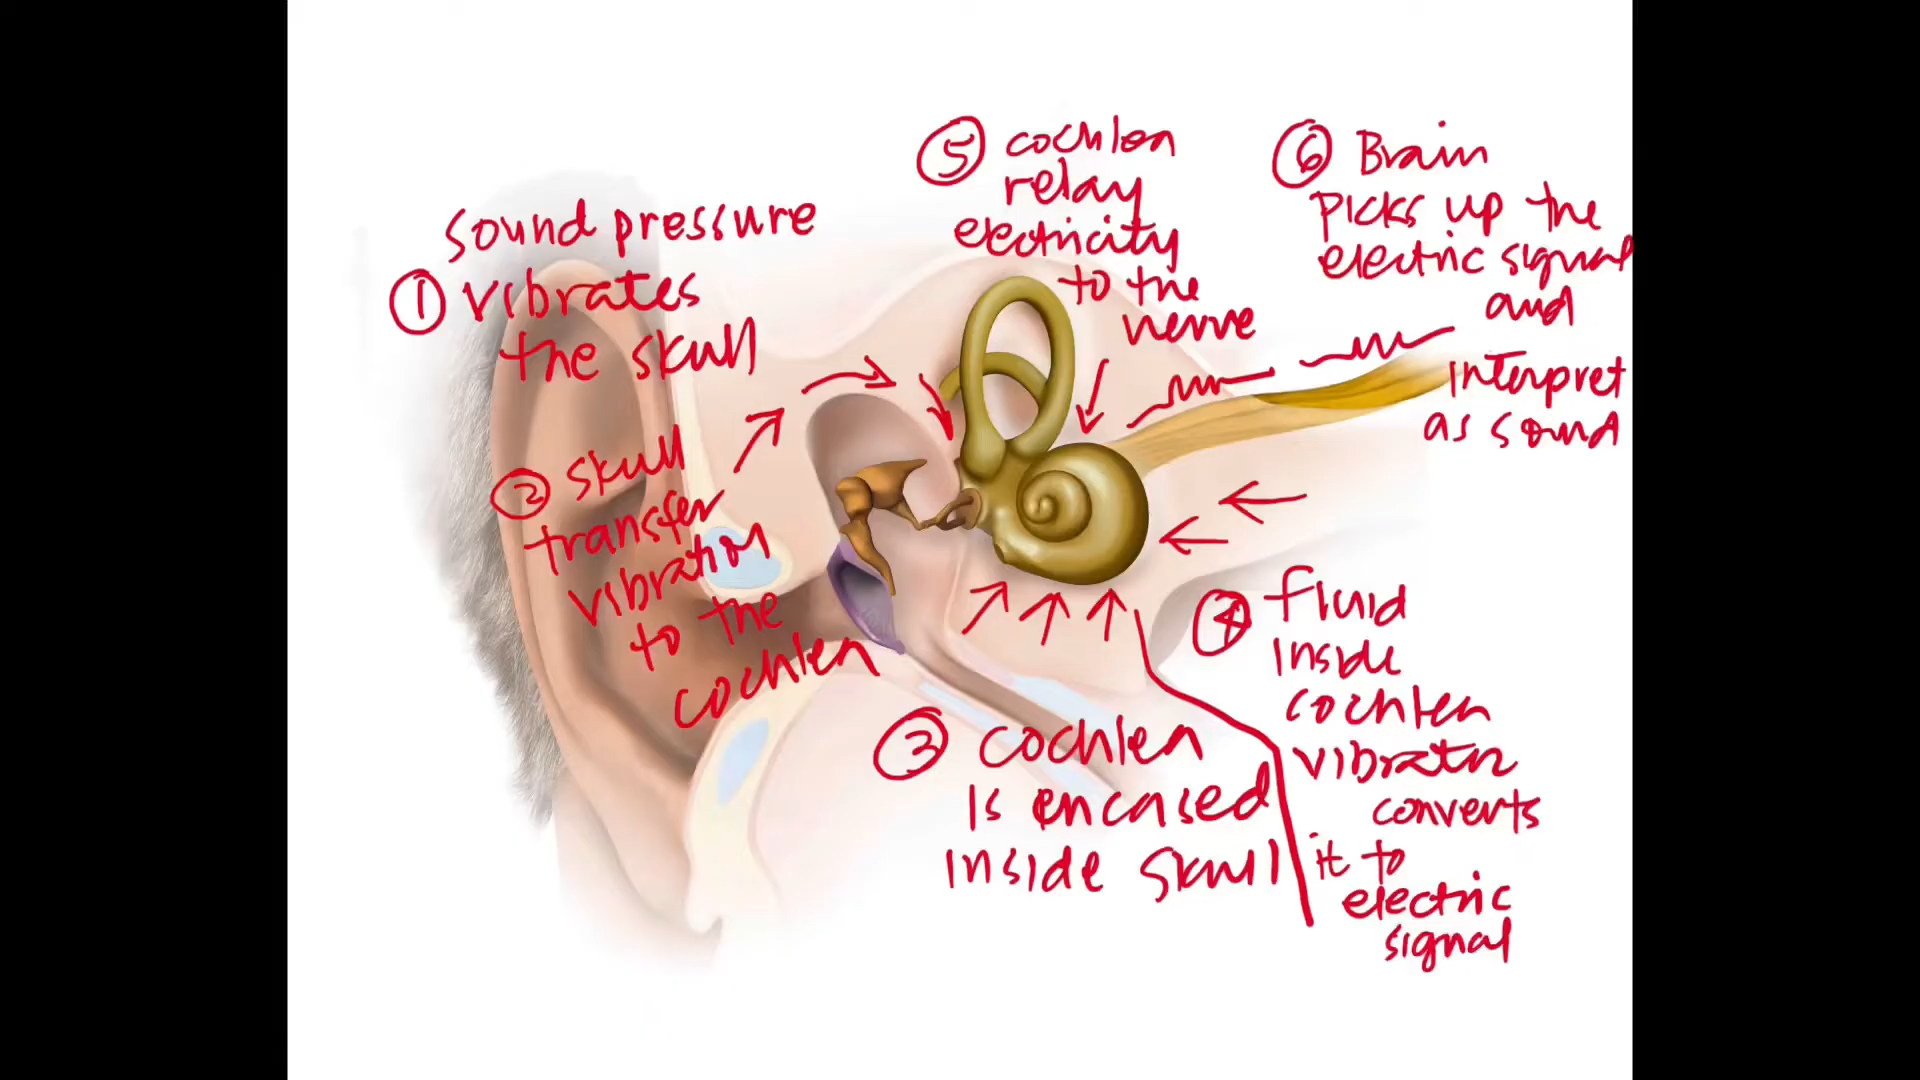 Sound pressure
① vibrates
the skull
② skull
transfer
vibration
to the
cochlea
③ cochlea
is encased
inside skull
④ fluid
inside
cochlea
vibrates
converts
it to
electric
signal
⑤ cochlea
relay
electricity
to the
nerve
⑥ Brain
picks up the
electric signal
and
interpret
as sound